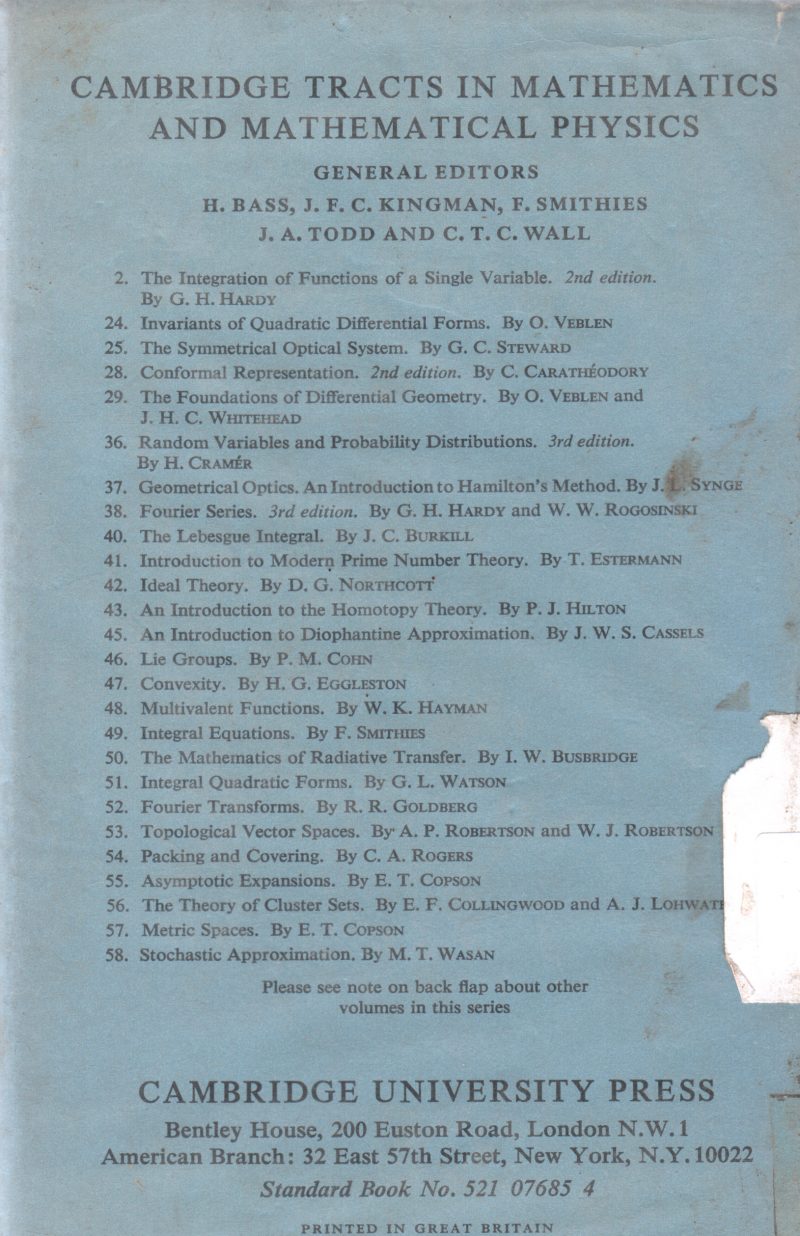 CAMBRIDGE TRACTS IN MATHEMATICS
AND MATHEMATICAL PHYSICS
GENERAL EDITORS
H. BASS, J. F. C. KINGMAN, F. SMITHIES
J. A. TODD AND C. T. C. WALL
2. The Integration of Functions of a Single Variable. 2nd edition.
By G. H. HARDY
24. Invariants of Quadratic Differential Forms. By O. VEBLEN
25. The Symmetrical Optical System. By G. C. STEWARD
28. Conformal Representation. 2nd edition. By C. CARATHÉODORY
29. The Foundations of Differential Geometry. By O. VEBLEN and
J. H. C. WHITEHEAD
36. Random Variables and Probability Distributions. 3rd edition.
By H. CRAMÉR
37. Geometrical Optics. An Introduction to Hamilton's Method. By J. L. SYNGE
38. Fourier Series. 3rd edition. By G. H. HARDY and W. W. ROGOSINSKI
40. The Lebesgue Integral. By J. C. BURKILL
41. Introduction to Modern Prime Number Theory. By T. ESTERMANN
42. Ideal Theory. By D. G. NORTHCOTT
43. An Introduction to the Homotopy Theory. By P. J. HILTON
45. An Introduction to Diophantine Approximation. By J. W. S. CASSELS
46. Lie Groups. By P. M. COHN
47. Convexity. By H. G. EGGLESTON
48. Multivalent Functions. By W. K. HAYMAN
49. Integral Equations. By F. SMITHIES
50. The Mathematics of Radiative Transfer. By I. W. BUSBRIDGE
51. Integral Quadratic Forms. By G. L. WATSON
52. Fourier Transforms. By R. R. GOLDBERG
53. Topological Vector Spaces. By A. P. ROBERTSON and W. J. ROBERTSON
54. Packing and Covering. By C. A. ROGERS
55. Asymptotic Expansions. By E. T. COPSON
56. The Theory of Cluster Sets. By E. F. COLLINGWOOD and A. J.
57. Metric Spaces. By E. T. COPSON
58. Stochastic Approximation. By M. T. WASAN
Please see note on back flap about other
volumes in this series
CAMBRIDGE UNIVERSITY PRESS
Bentley House, 200 Euston Road, London N.W.1
American Branch: 32 East 57th Street, New York, N.Y. 10022
Standard Book No. 521 07685 4
PRINTED IN GREAT BRITAIN